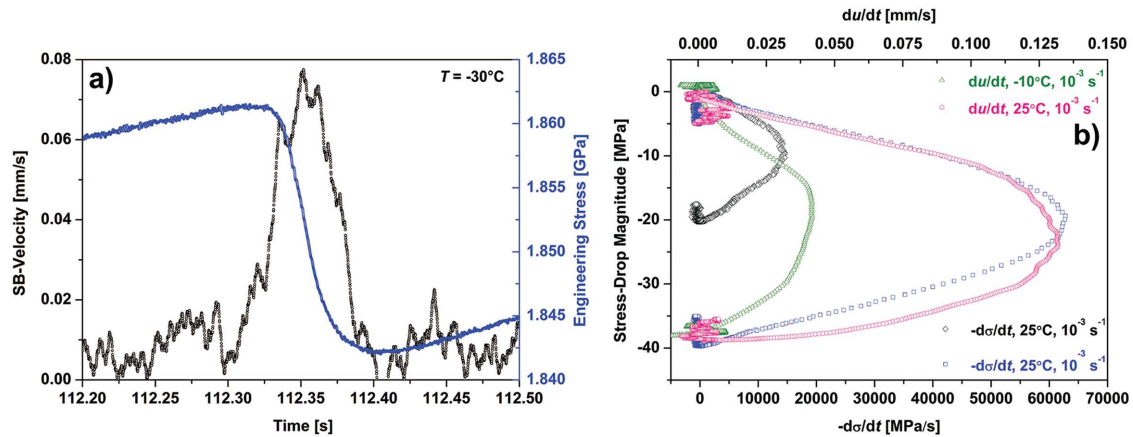 a)
T = -30°C
SB-Velocity [mm/s]
0.08
0.06
0.04
0.02
0.00
Engineering Stress [GPa]
1.865
1.860
1.855
1.850
1.845
1.840
112.20 112.25 112.30 112.35 112.40 112.45 112.50
Time [s]
du/dt [mm/s]
0.000 0.025 0.050 0.075 0.100 0.125 0.150
du/dt, -10°C, 10⁻³ s⁻¹
du/dt, 25°C, 10⁻³ s⁻¹
b)
Stress-Drop Magnitude [MPa]
0
-10
-20
-30
-40
-dσ/dt, 25°C, 10⁻³ s⁻¹
-dσ/dt, 25°C, 10⁻³ s⁻¹
0 10000 20000 30000 40000 50000 60000 70000
-dσ/dt [MPa/s]